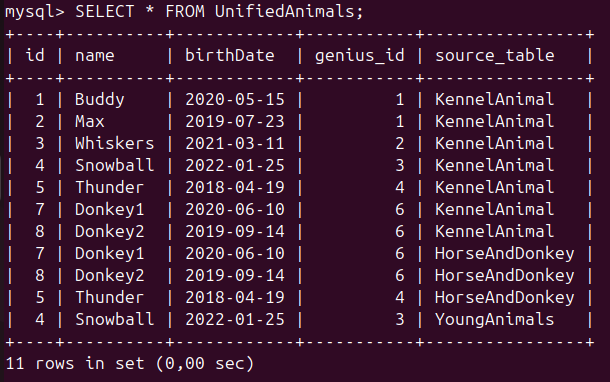 mysql> SELECT * FROM UnifiedAnimals;
+----+----------+------------+-----------+----------------+
| id | name     | birthDate  | genius_id | source_table   |
+----+----------+------------+-----------+----------------+
|  1 | Buddy    | 2020-05-15 |         1 | KennelAnimal   |
|  2 | Max      | 2019-07-23 |         1 | KennelAnimal   |
|  3 | Whiskers | 2021-03-11 |         2 | KennelAnimal   |
|  4 | Snowball | 2022-01-25 |         3 | KennelAnimal   |
|  5 | Thunder  | 2018-04-19 |         4 | KennelAnimal   |
|  7 | Donkey1  | 2020-06-10 |         6 | KennelAnimal   |
|  8 | Donkey2  | 2019-09-14 |         6 | KennelAnimal   |
|  7 | Donkey1  | 2020-06-10 |         6 | HorseAndDonkey |
|  8 | Donkey2  | 2019-09-14 |         6 | HorseAndDonkey |
|  5 | Thunder  | 2018-04-19 |         4 | HorseAndDonkey |
|  4 | Snowball | 2022-01-25 |         3 | YoungAnimals   |
+----+----------+------------+-----------+----------------+
11 rows in set (0,00 sec)